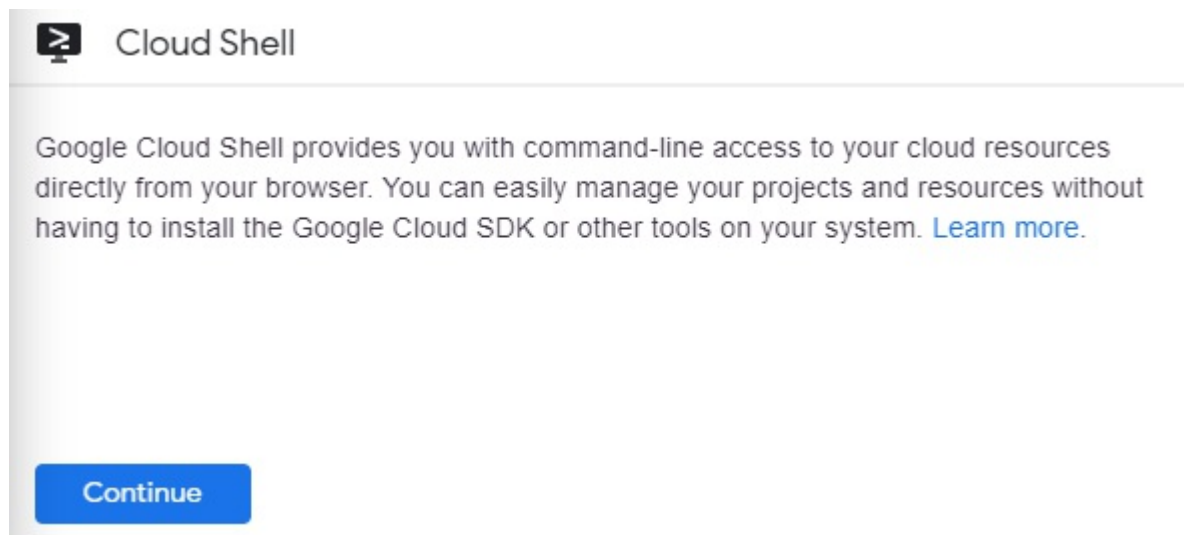 Cloud Shell
Google Cloud Shell provides you with command-line access to your cloud resources
directly from your browser. You can easily manage your projects and resources without
having to install the Google Cloud SDK or other tools on your system. Learn more.
Continue